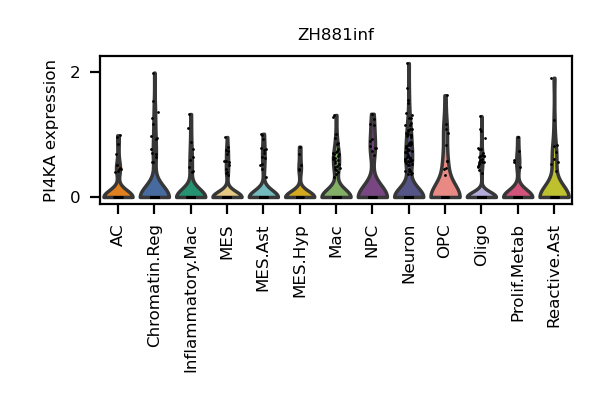 ZH881inf
PI4KA expression
2
0
AC
Chromatin.Reg
Inflammatory.Mac
MES
MES.Ast
MES.Hyp
Mac
NPC
Neuron
OPC
Oligo
Prolif.Metab
Reactive.Ast